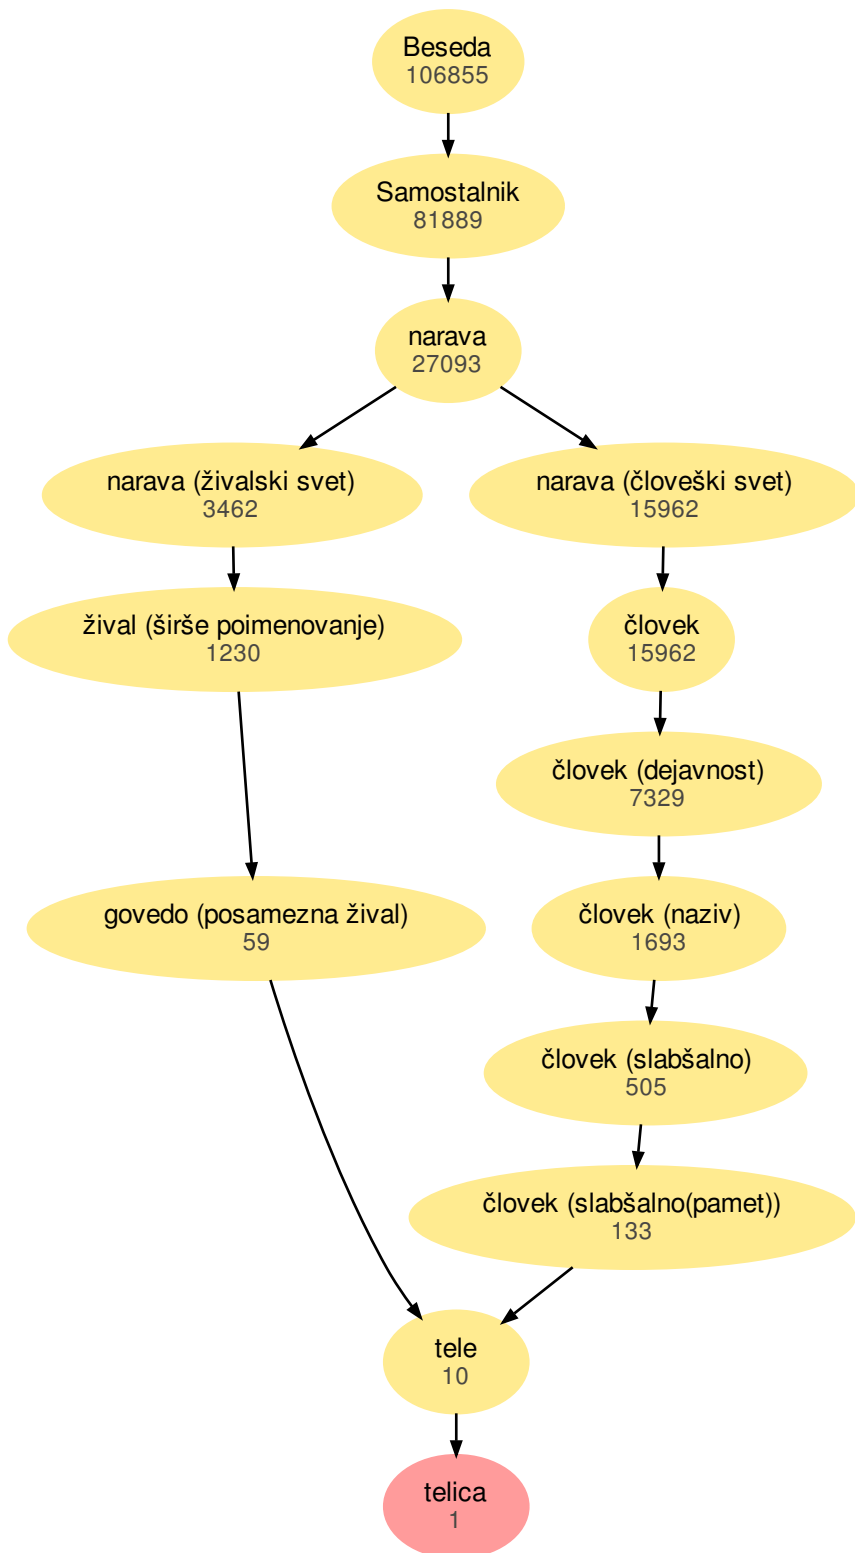 Beseda
106855
Samostalnik
81889
narava
27093
narava (živalski svet)
3462
narava (človeški svet)
15962
žival (širše poimenovanje)
1230
človek
15962
človek (dejavnost)
7329
govedo (posamezna žival)
59
človek (naziv)
1693
človek (slabšalno)
505
človek (slabšalno(pamet))
133
tele
10
telica
1